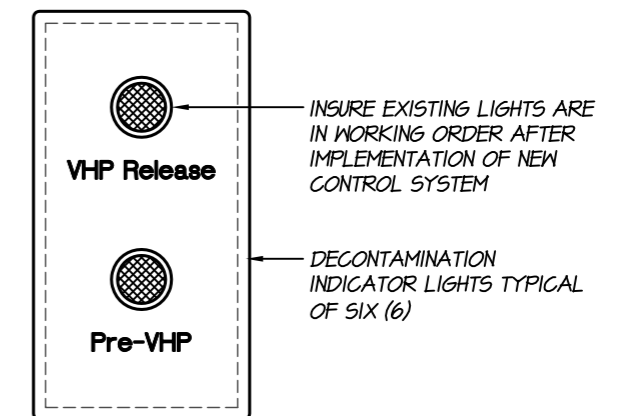 INSURE EXISTING LIGHTS ARE
IN WORKING ORDER AFTER
IMPLEMENTATION OF NEW
CONTROL SYSTEM
VHP Release
DECONTAMINATION
INDICATOR LIGHTS TYPICAL
OF SIX (6)
Pre-VHP